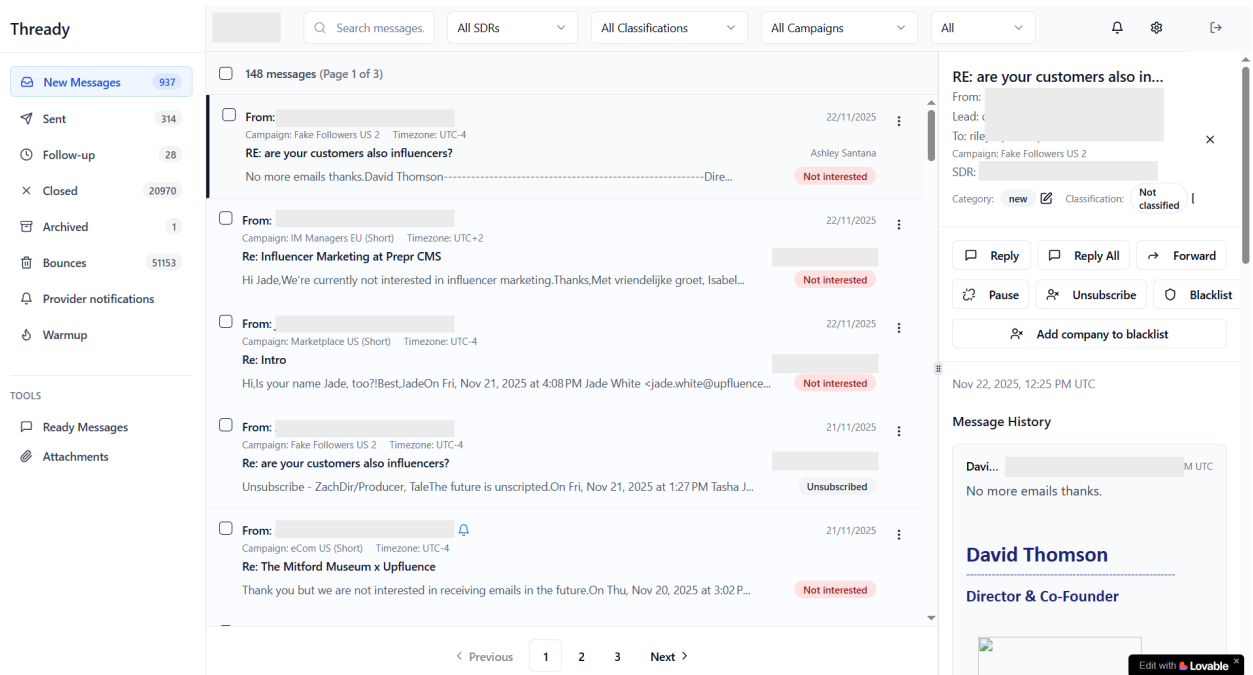 Thready
Search messages.
All SDRs
All Classifications
All Campaigns
All
New Messages 937
Sent 314
Follow-up 28
Closed 20970
Archived 1
Bounces 51153
Provider notifications
Warmup
TOOLS
Ready Messages
Attachments
148 messages (Page 1 of 3)
From: 22/11/2025
Campaign: Fake Followers US 2 Timezone: UTC-4
RE: are your customers also influencers? Ashley Santana
No more emails thanks.David Thomson-----------------------------------------------------Dire... Not interested
From: 22/11/2025
Campaign: IM Managers EU (Short) Timezone: UTC+2
Re: Influencer Marketing at Prepr CMS
Hi Jade,We're currently not interested in influencer marketing.Thanks,Met vriendelijke groet, Isabel... Not interested
From: 22/11/2025
Campaign: Marketplace US (Short) Timezone: UTC-4
Re: Intro
Hi,Is your name Jade, too?!Best,JadeOn Fri, Nov 21, 2025 at 4:08 PM Jade White <jade.white@upfluence... Not interested
From: 21/11/2025
Campaign: Fake Followers US 2 Timezone: UTC-4
Re: are your customers also influencers?
Unsubscribe - ZachDir/Producer, TaleThe future is unscripted.On Fri, Nov 21, 2025 at 1:27 PM Tasha J... Unsubscribed
From: 21/11/2025
Campaign: eCom US (Short) Timezone: UTC-4
Re: The Mitford Museum x Upfluence
Thank you but we are not interested in receiving emails in the future.On Thu, Nov 20, 2025 at 3:02 P... Not interested
Previous 1 2 3 Next
RE: are your customers also in...
From:
Lead:
To:
Campaign: Fake Followers US 2
SDR:
Category: new Classification: Not classified
Reply Reply All Forward
Pause Unsubscribe Blacklist
Add company to blacklist
Nov 22, 2025, 12:25 PM UTC
Message History
Davi... M UTC
No more emails thanks.
David Thomson
-----------------------------------------------------
Director & Co-Founder
Edit with Lovable